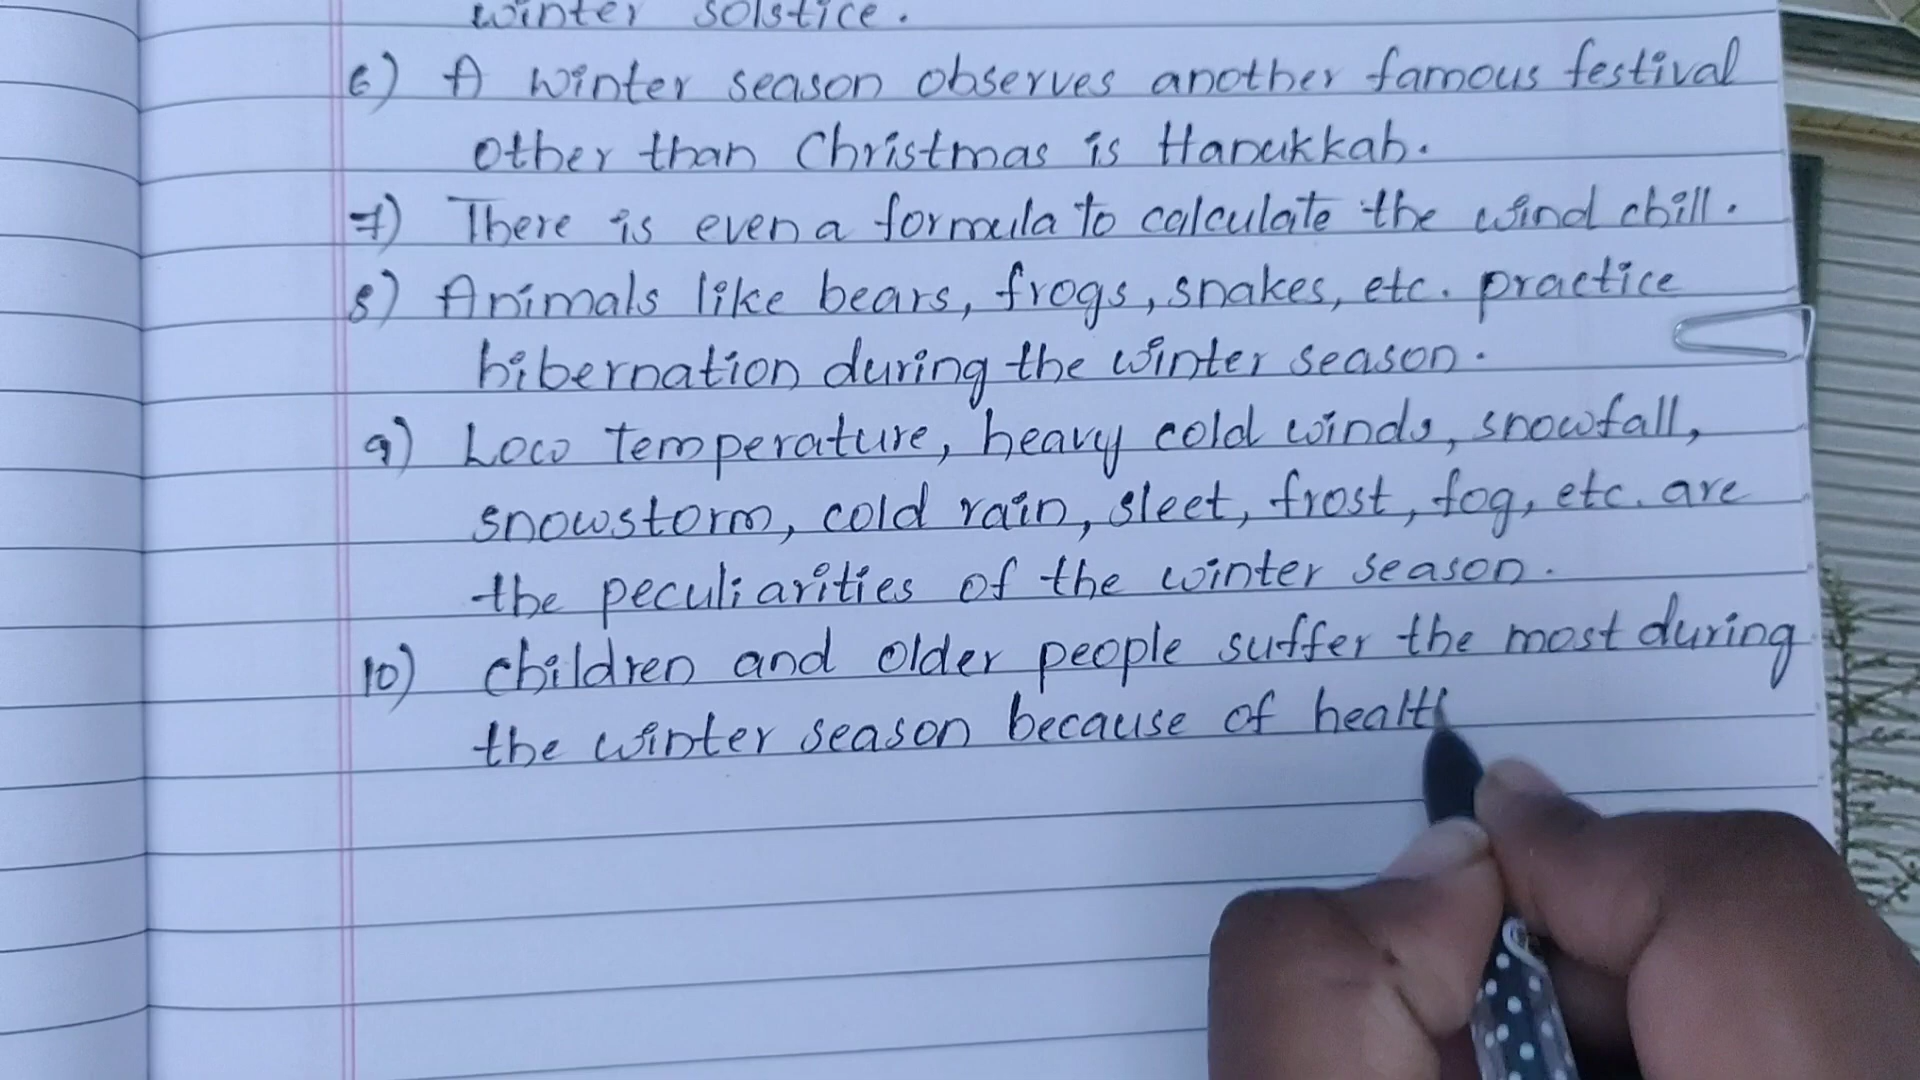 winter solstice.
6) A winter season observes another famous festival
other than Christmas is Hanukkah.
7) There is even a formula to calculate the wind chill.
8) Animals like bears, frogs, snakes, etc. practice
hibernation during the winter season.
9) Low temperature, heavy cold winds, snowfall,
snowstorm, cold rain, sleet, frost, fog, etc. are
the peculiarities of the winter season.
10) children and older people suffer the most during
the winter season because of healt